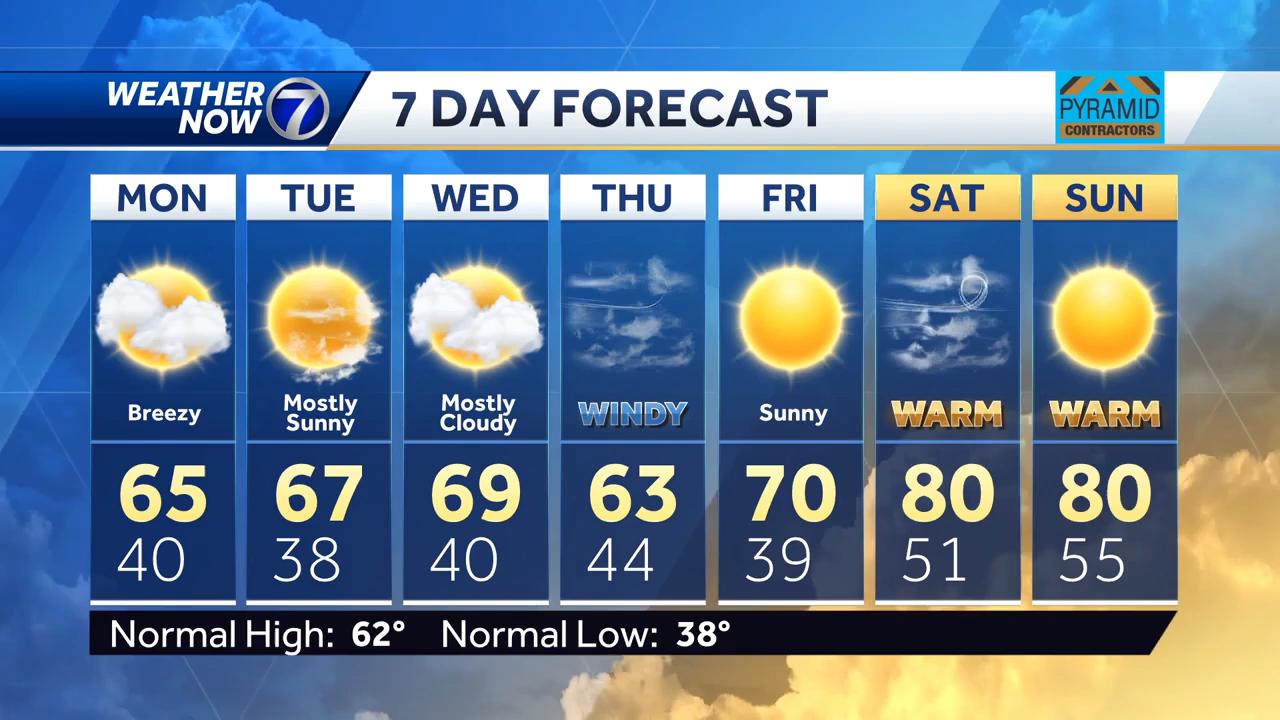 WEATHER
NOW
7
7 DAY FORECAST
PYRAMID
CONTRACTORS
MON
TUE
WED
THU
FRI
SAT
SUN
Breezy
Mostly
Sunny
Mostly
Cloudy
WINDY
Sunny
WARM
WARM
65
67
69
63
70
80
80
40
38
40
44
39
51
55
Normal High: 62° Normal Low: 38°